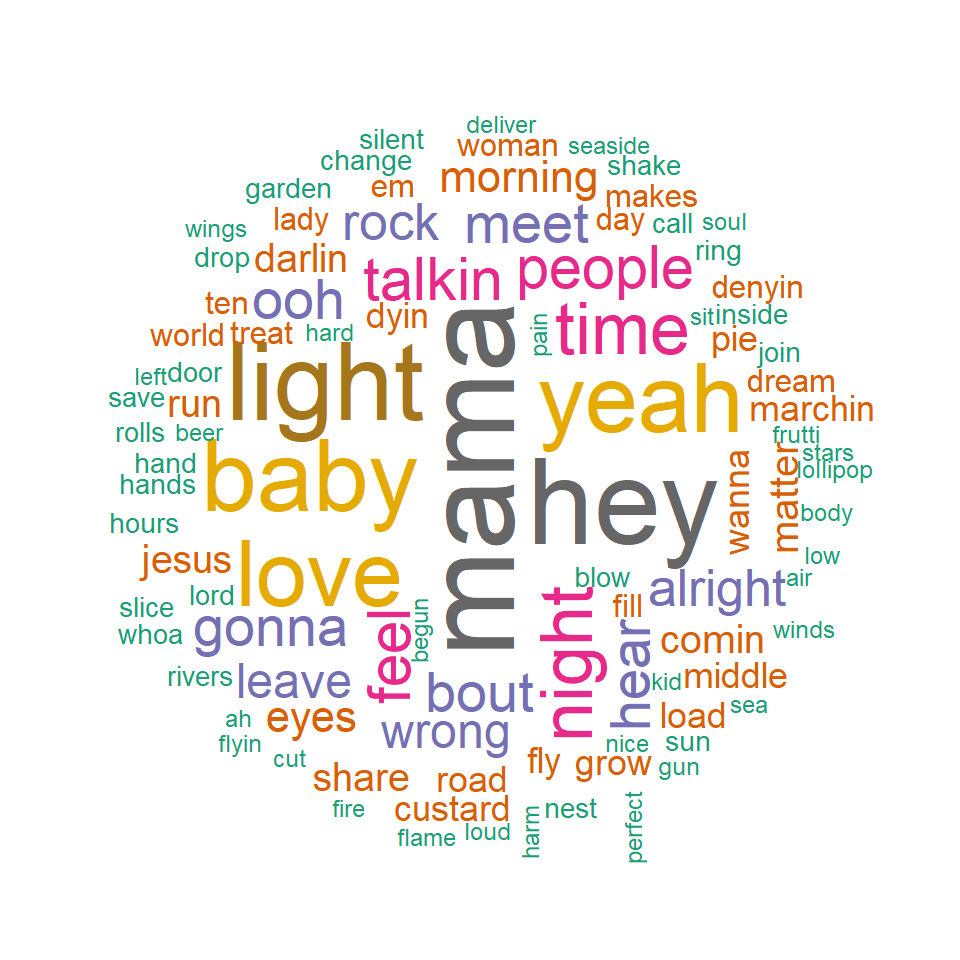 deliver
silent
woman
seaside
change
shake
garden
em
morning
makes
wings
lady
rock
meet
day
call
soul
drop
darlin
talkin
people
ring
ten
ooh
dyin
denyin
world
treat
hard
mama
pain
time
sit
inside
pie
join
left
door
light
yeah
dream
save
run
marchin
rolls
beer
frutti
stars
hand
baby
hey
wanna
matter
lollipop
hands
body
hours
jesus
love
blow
low
slice
lord
alright
air
whoa
gonna
feel
begun
night
fill
hear
comin
winds
rivers
leave
bout
kid
middle
ah
eyes
wrong
load
sea
flyin
cut
nice
sun
share
road
fly
grow
gun
fire
custard
nest
flame
loud
harm
perfect